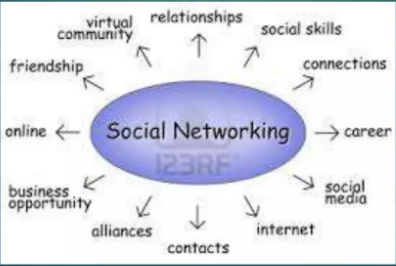 relationships
virtual
community
social skills
friendship
connections
online
Social Networking
career
123RF
business
opportunity
social
media
alliances
internet
contacts